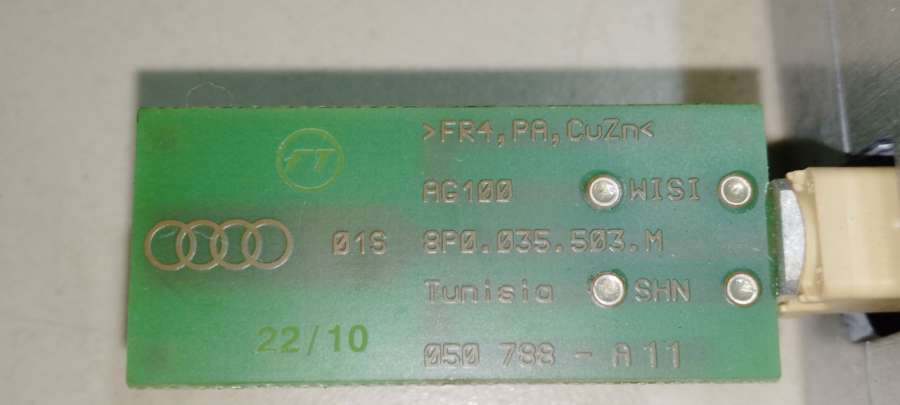 >FR4,PA,CuZn<
AG100 WISI
01S 8P0.035.503.M
Tunisia SHN
22/10
050 788 - A11